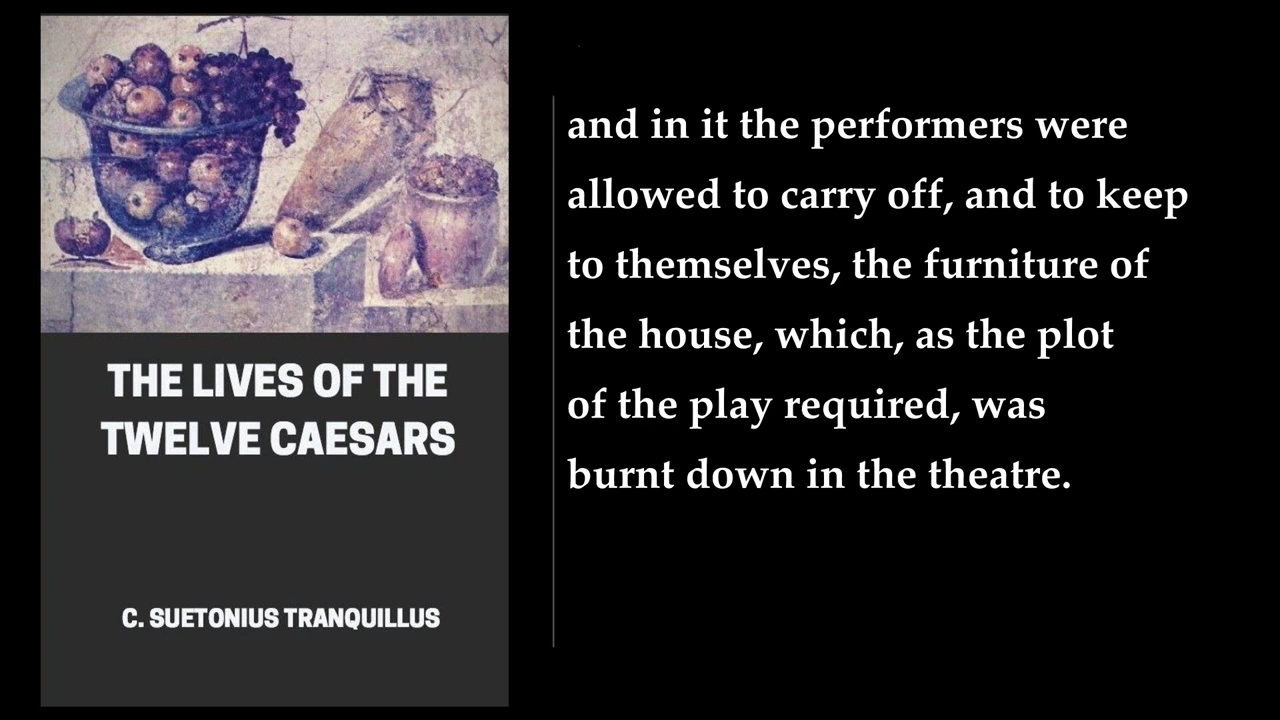 THE LIVES OF THE
TWELVE CAESARS
C. SUETONIUS TRANQUILLUS
and in it the performers were
allowed to carry off, and to keep
to themselves, the furniture of
the house, which, as the plot
of the play required, was
burnt down in the theatre.